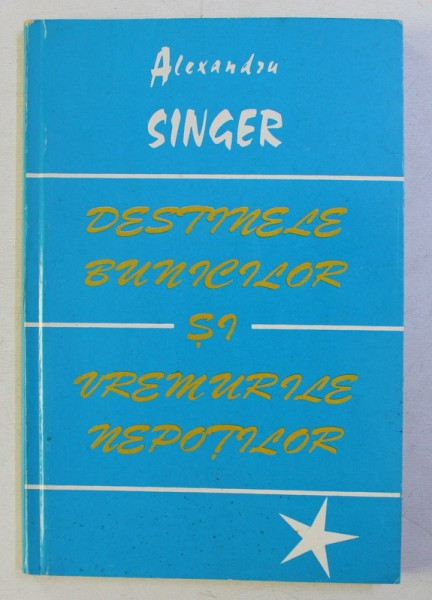 Alexandru
SINGER
DESTINELE
BUNICILOR
ȘI
VREMURILE
NEPOȚILOR